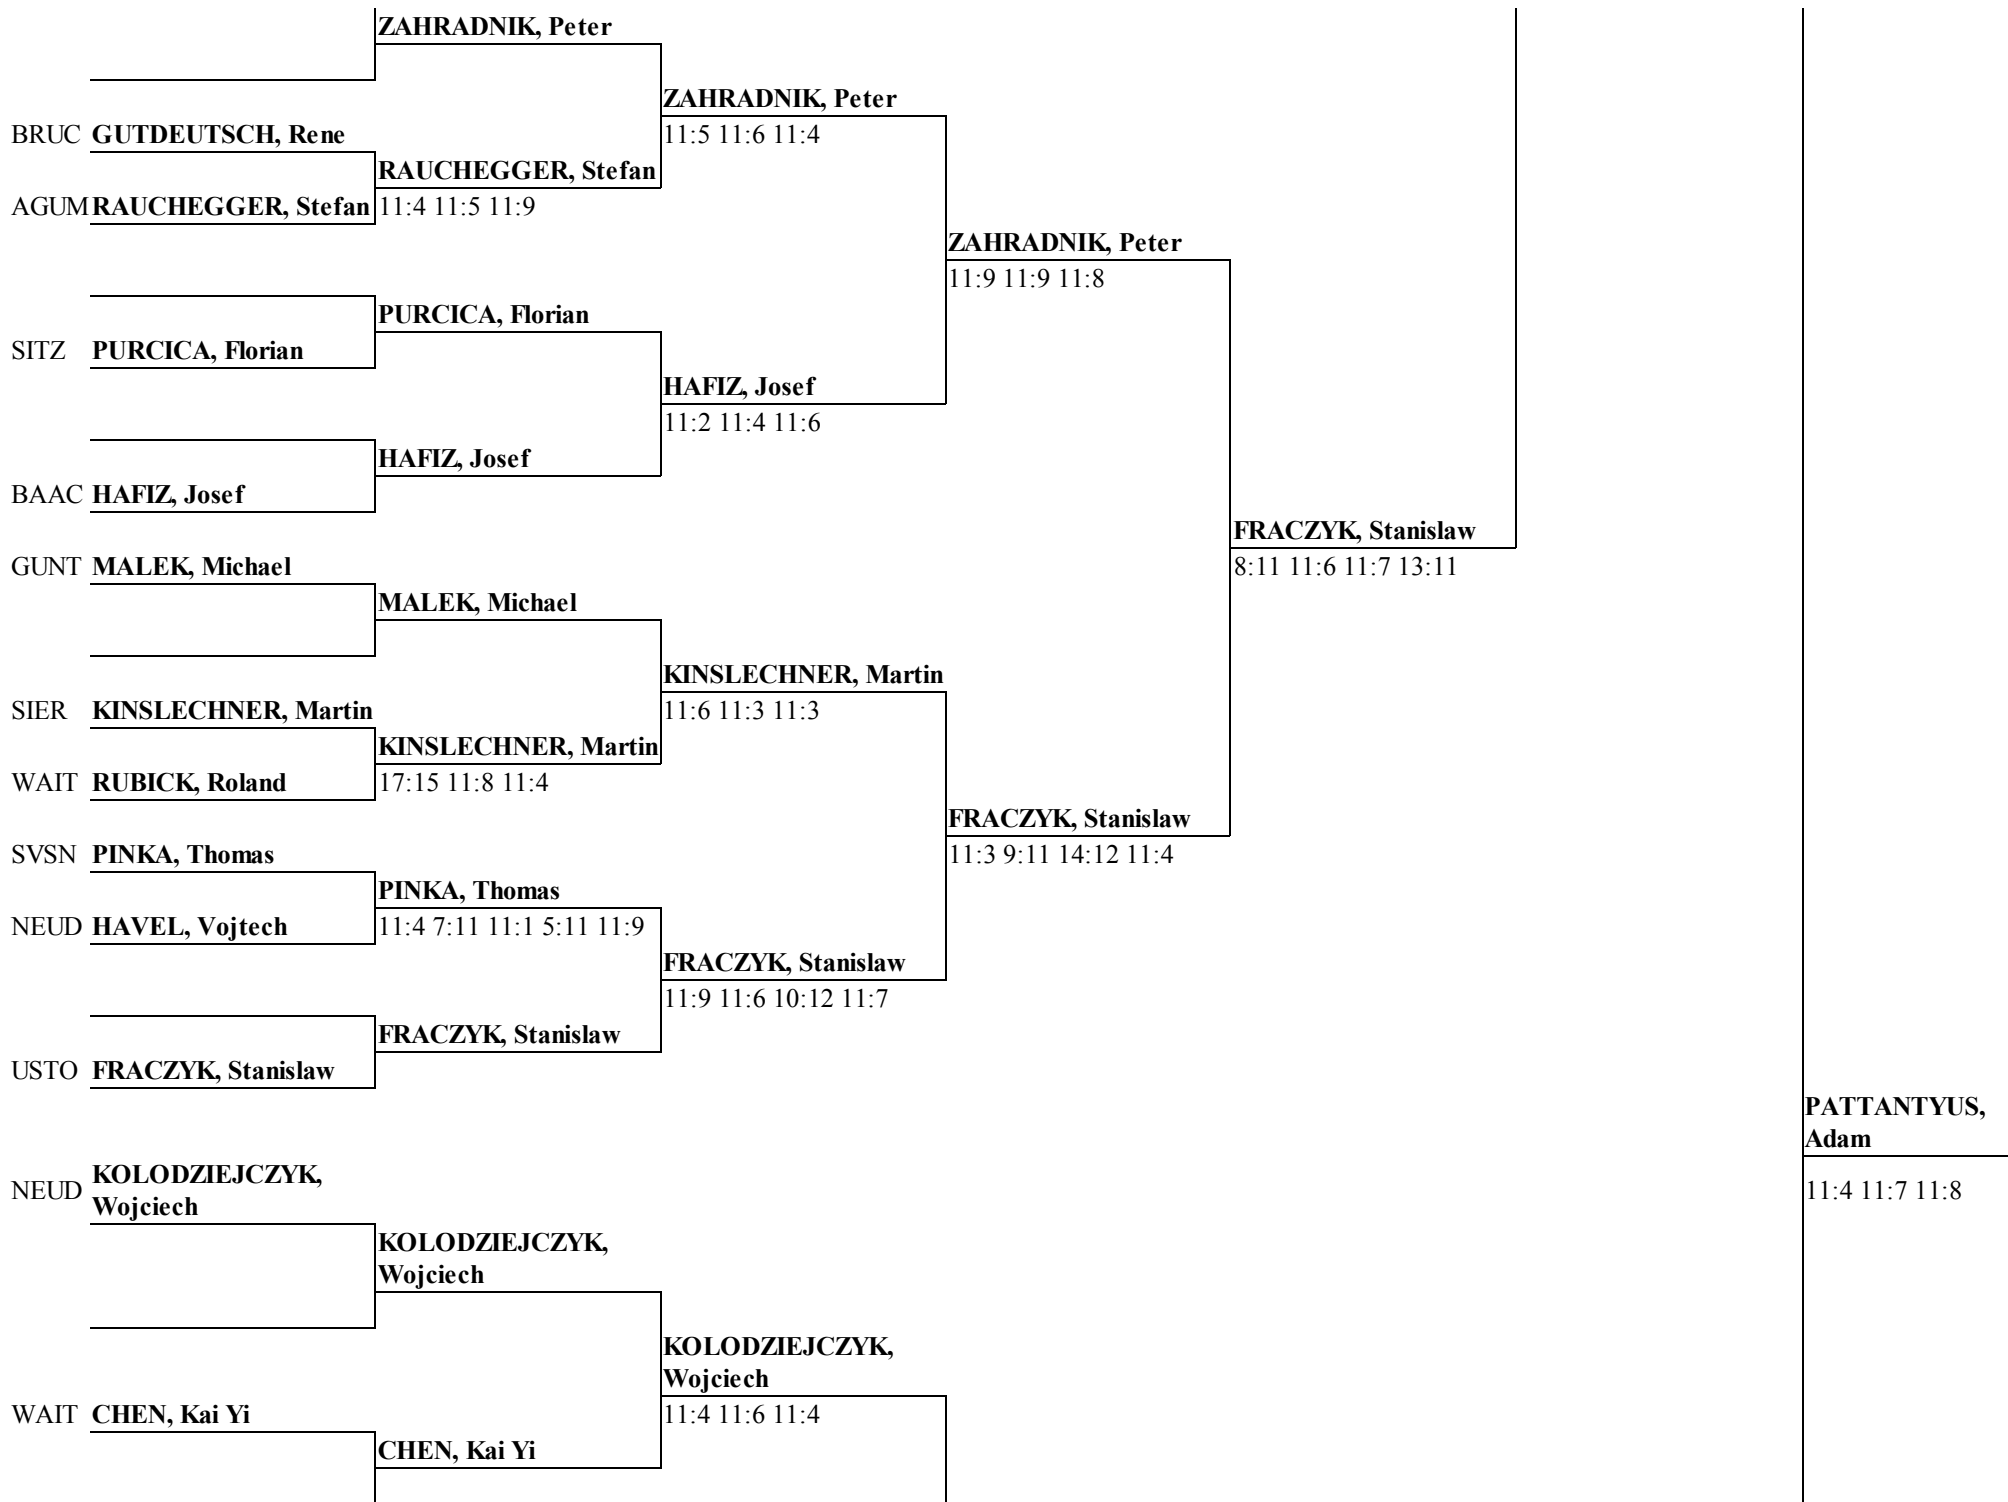 ZAHRADNIK, Peter
ZAHRADNIK, Peter
BRUC GUTDEUTSCH, Rene
11:5 11:6 11:4
RAUCHEGGER, Stefan
AGUM RAUCHEGGER, Stefan
11:4 11:5 11:9
ZAHRADNIK, Peter
11:9 11:9 11:8
PURCICA, Florian
SITZ PURCICA, Florian
HAFIZ, Josef
11:2 11:4 11:6
HAFIZ, Josef
BAAC HAFIZ, Josef
FRACZYK, Stanislaw
GUNT MALEK, Michael
8:11 11:6 11:7 13:11
MALEK, Michael
KINSLECHNER, Martin
SIER KINSLECHNER, Martin
11:6 11:3 11:3
KINSLECHNER, Martin
WAIT RUBICK, Roland
17:15 11:8 11:4
FRACZYK, Stanislaw
SVSN PINKA, Thomas
11:3 9:11 14:12 11:4
PINKA, Thomas
NEUD HAVEL, Vojtech
11:4 7:11 11:1 5:11 11:9
FRACZYK, Stanislaw
11:9 11:6 10:12 11:7
FRACZYK, Stanislaw
USTO FRACZYK, Stanislaw
PATTANTYUS,
Adam
11:4 11:7 11:8
NEUD KOLODZIEJCZYK,
Wojciech
KOLODZIEJCZYK,
Wojciech
KOLODZIEJCZYK,
Wojciech
WAIT CHEN, Kai Yi
11:4 11:6 11:4
CHEN, Kai Yi